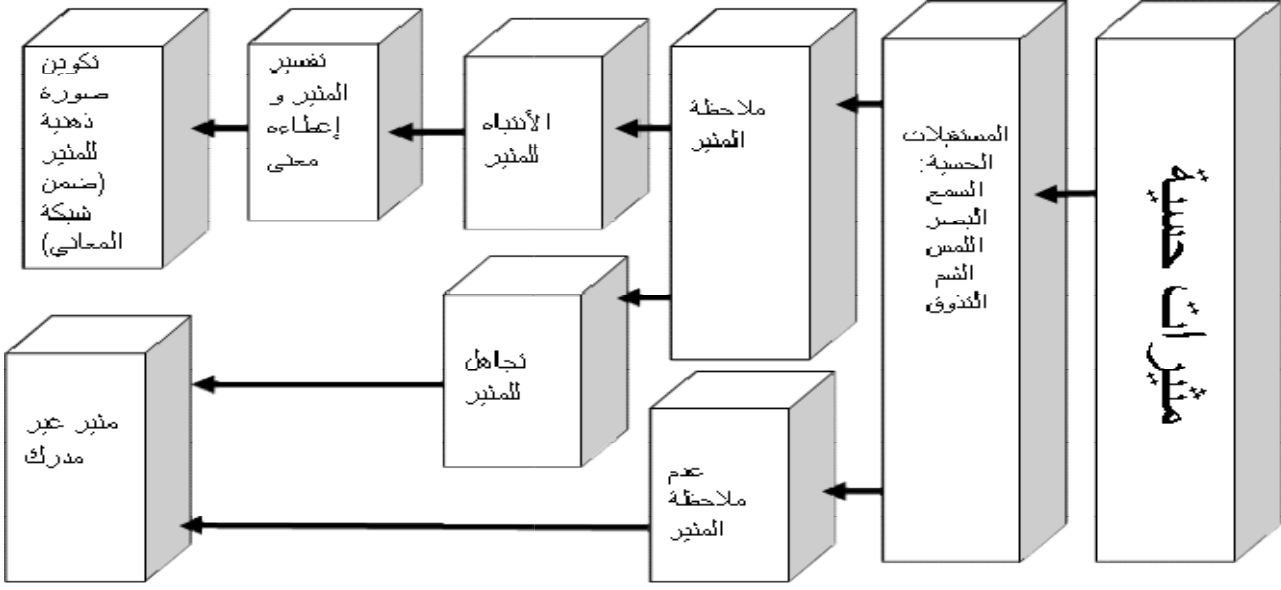 مثيرات حسية
المستقبلات
الحسية:
السمع
البصر
اللمس
الشم
التذوق
ملاحظة
المثير
الأنتباه
للمثير
تفسير
المثير و
إعطاءه
معنى
تكوين
صورة
ذهنية
للمثير
(ضمن
شبكة
المعاني)
تجاهل
للمثير
عدم
ملاحظة
المثير
مثير غير
مدرك